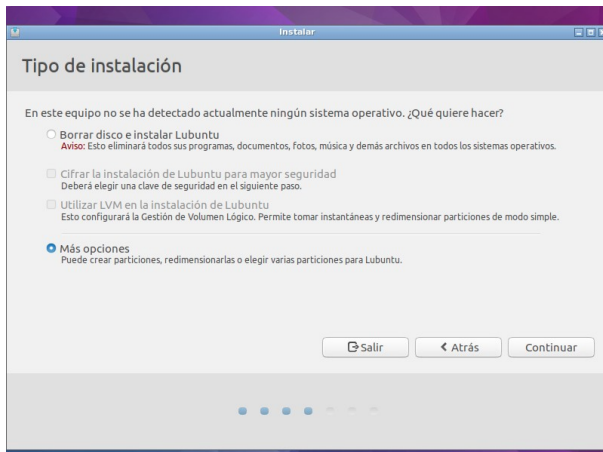 Instalar
Tipo de instalación
En este equipo no se ha detectado actualmente ningún sistema operativo. ¿Qué quiere hacer?
Borrar disco e instalar Lubuntu
Aviso: Esto eliminará todos sus programas, documentos, fotos, música y demás archivos en todos los sistemas operativos.
Cifrar la instalación de Lubuntu para mayor seguridad
Deberá elegir una clave de seguridad en el siguiente paso.
Utilizar LVM en la instalación de Lubuntu
Esto configurará la Gestión de Volumen Lógico. Permite tomar instantáneas y redimensionar particiones de modo simple.
Más opciones
Puede crear particiones, redimensionarlas o elegir varias particiones para Lubuntu.
Salir Atrás Continuar